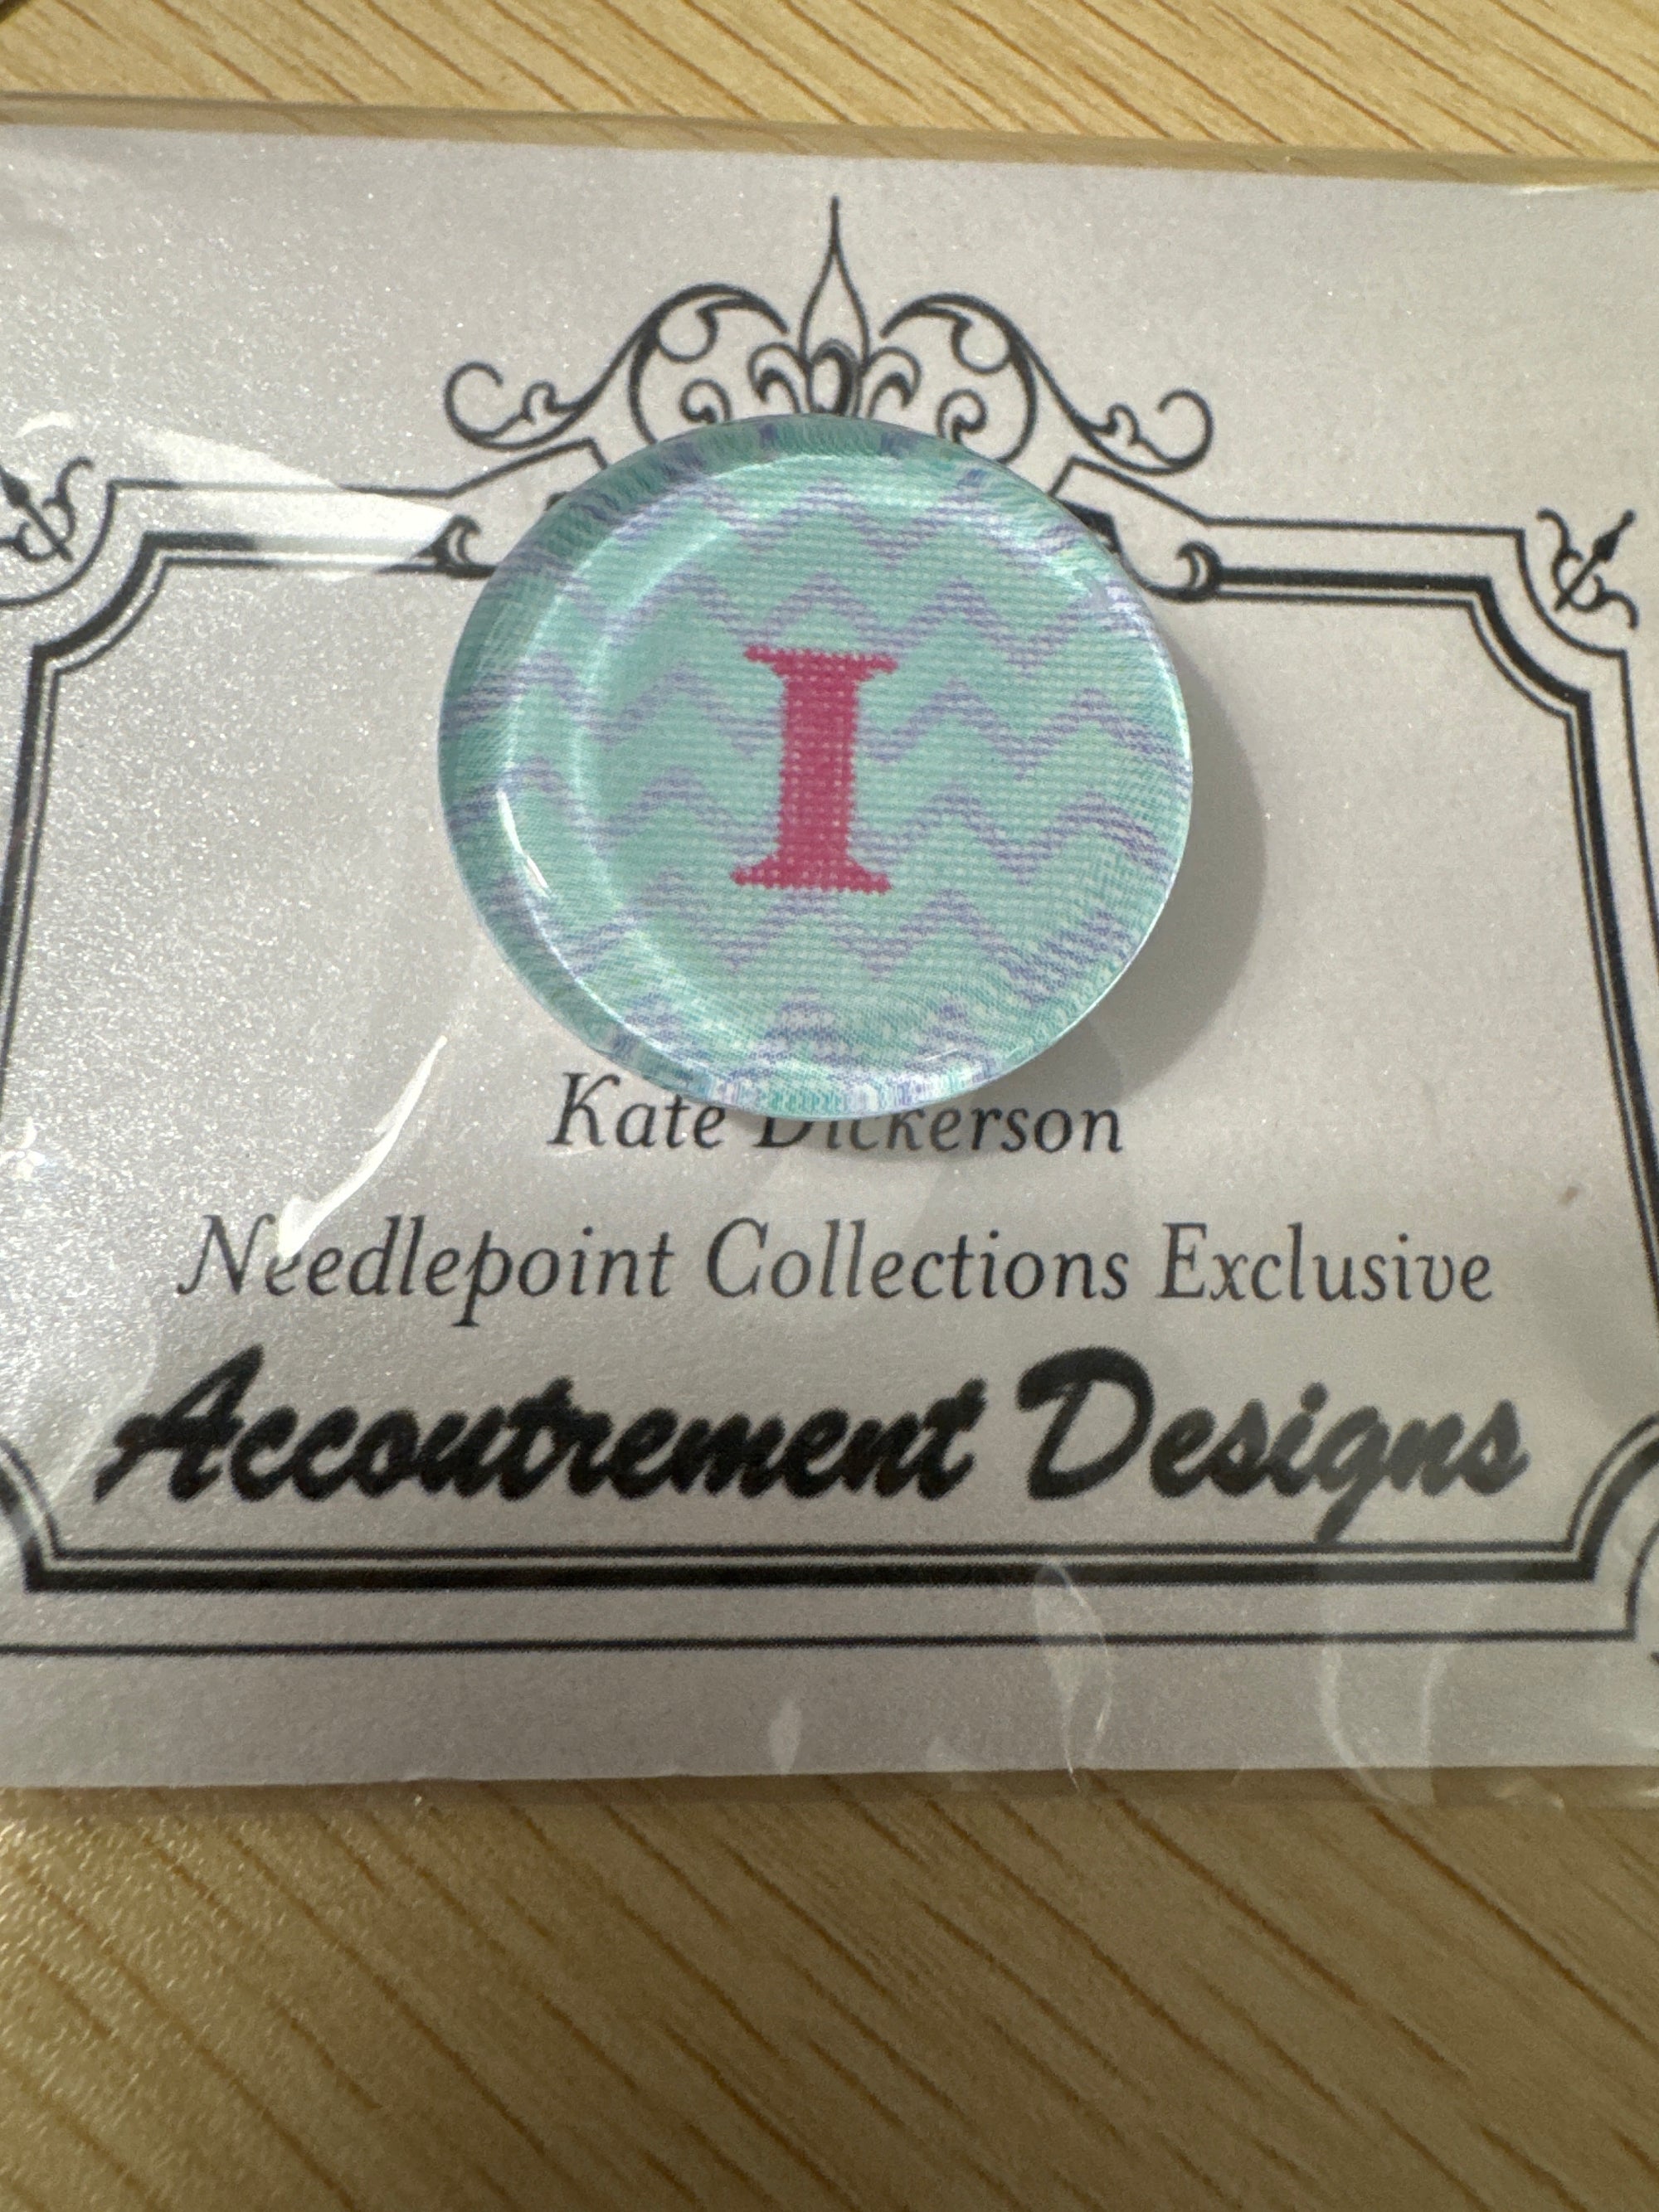 I
Kate Dickerson
Needlepoint Collections Exclusive
Accoutrement Designs